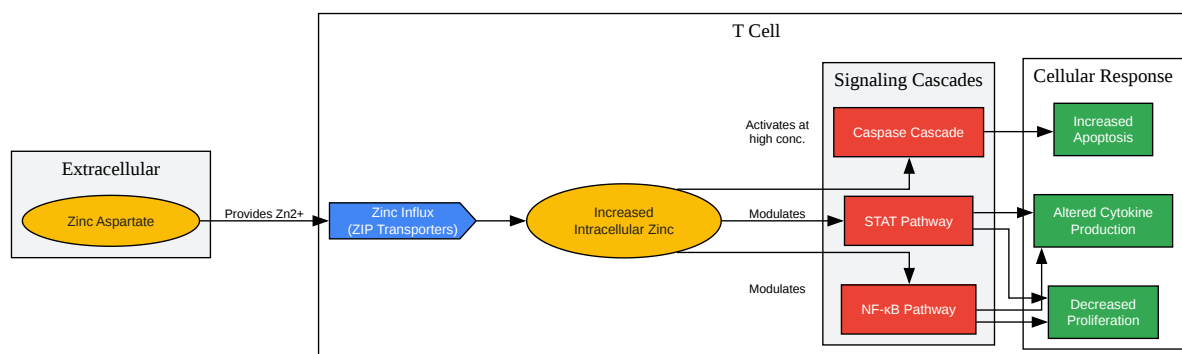 T Cell
Signaling Cascades
Cellular Response
Activates at
high conc.
Caspase Cascade
Increased
Apoptosis
Extracellular
Zinc Aspartate
Provides Zn2+
Zinc Influx
(ZIP Transporters)
Increased
Intracellular Zinc
Modulates
STAT Pathway
Altered Cytokine
Production
Modulates
NF-κB Pathway
Decreased
Proliferation